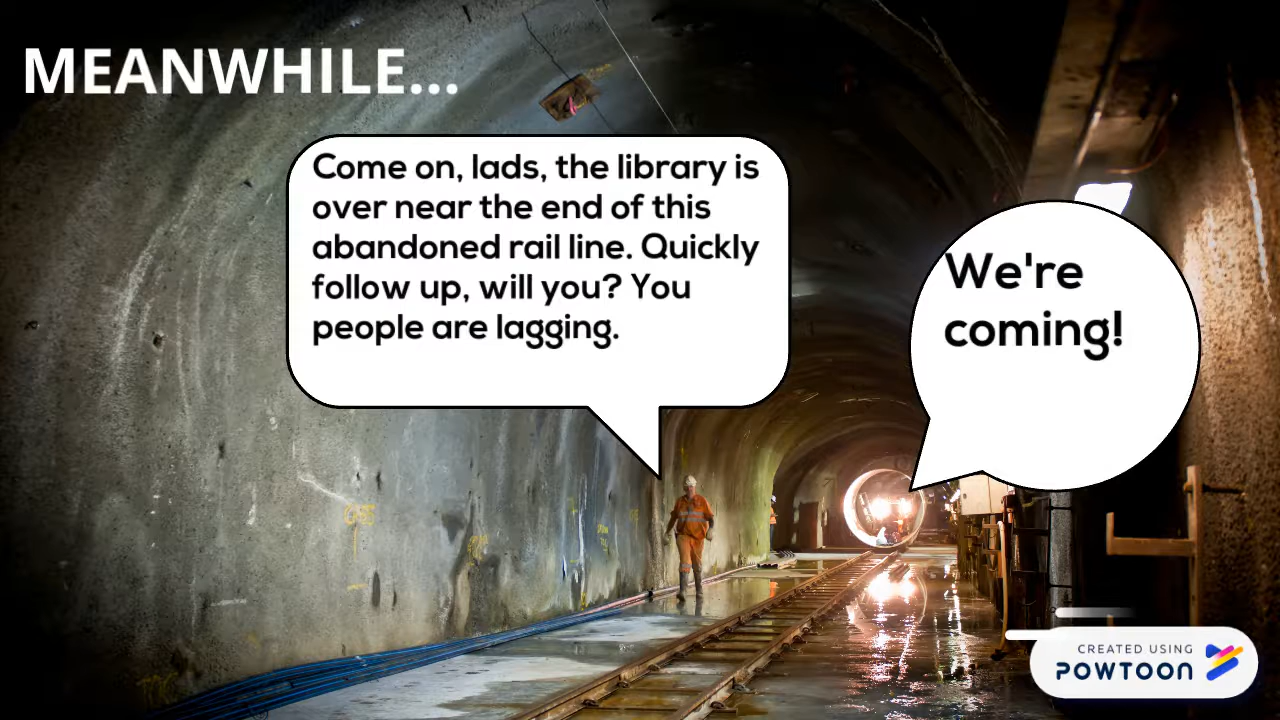 MEANWHILE...
Come on, lads, the library is
over near the end of this
abandoned rail line. Quickly
follow up, will you? You
people are lagging.
We're
coming!
CREATED USING
POWTOON